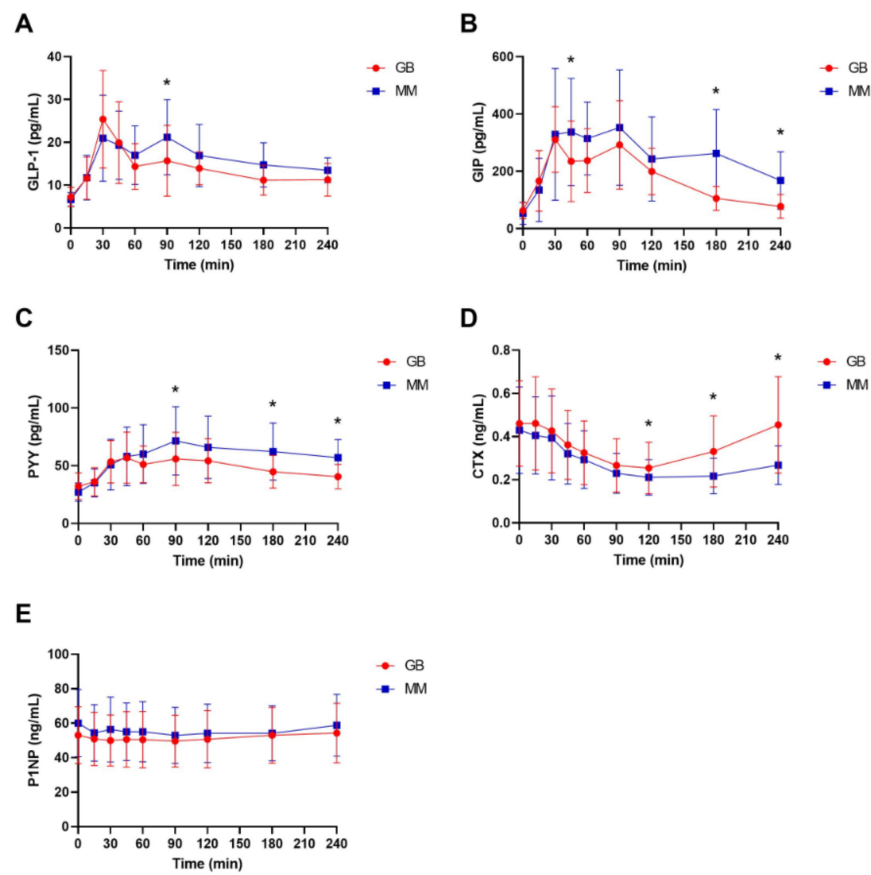 A
GLP-1 (pg/mL)
40
30
20
10
0
*
0 30 60 90 120 150 180 210 240
Time (min)
GB
MM
B
GIP (pg/mL)
600
400
200
0
* * *
0 30 60 90 120 150 180 210 240
Time (min)
GB
MM
C
PYY (pg/mL)
150
100
50
0
* * *
0 30 60 90 120 150 180 210 240
Time (min)
GB
MM
D
CTX (ng/mL)
0.8
0.6
0.4
0.2
0.0
* * *
0 30 60 90 120 150 180 210 240
Time (min)
GB
MM
E
P1NP (ng/mL)
100
80
60
40
20
0
0 30 60 90 120 150 180 210 240
Time (min)
GB
MM